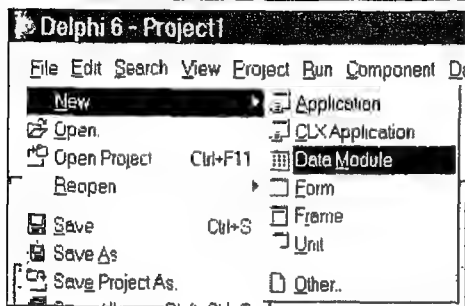 Delphi 6 - Project1
File Edit Search View Project Run Component
New
Open.
Open Project Ctrl+F11
Reopen
Save Ctrl+S
Save As
Save Project As.
Application
CLX Application
Data Module
Form
Frame
Unit
Other..